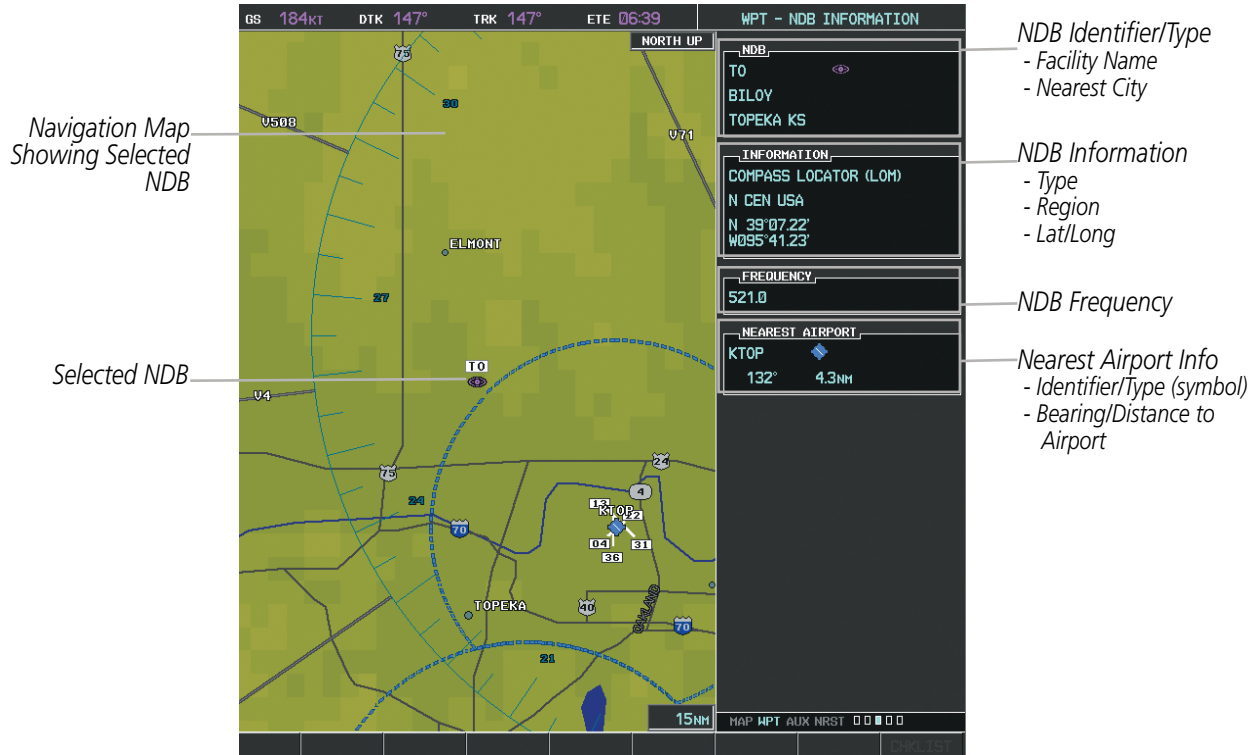 GS 184KT DTK 147° TRK 147° ETE 06:39 WPT – NDB INFORMATION
NORTH UP
Navigation Map
Showing Selected
NDB
Selected NDB
75
30
V508
V71
ELMONT
27
TO
V4
75
24
24
4
70
13
KTOP
22
04
31
36
TOPEKA
40
OAKLAND
70
21
15NM
NDB
TO
BILOY
TOPEKA KS
INFORMATION
COMPASS LOCATOR (LOM)
N CEN USA
N 39°07.22'
W095°41.23'
FREQUENCY
521.0
NEAREST AIRPORT
KTOP
132° 4.3NM
MAP WPT AUX NRST
CHKLIST
NDB Identifier/Type
- Facility Name
- Nearest City
NDB Information
- Type
- Region
- Lat/Long
NDB Frequency
Nearest Airport Info
- Identifier/Type (symbol)
- Bearing/Distance to
Airport